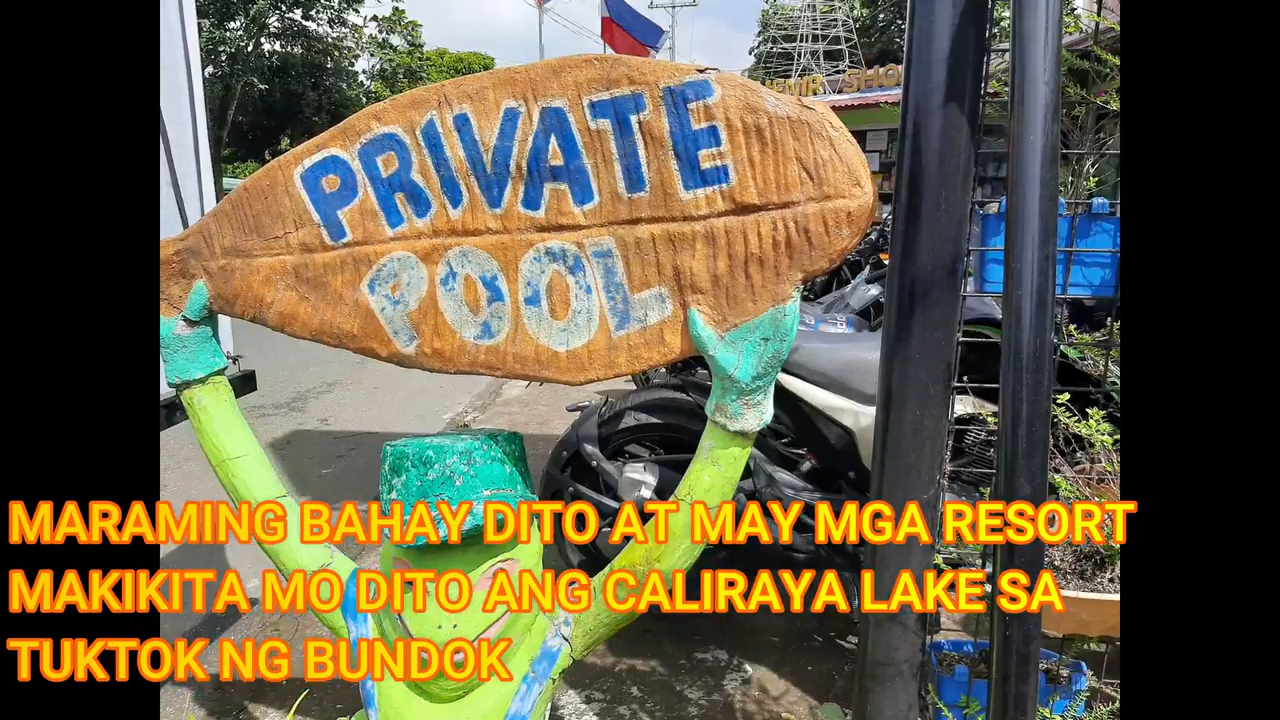 PRIVATE
POOL
MARAMING BAHAY DITO AT MAY MGA RESORT
MAKIKITA MO DITO ANG CALIRAYA LAKE SA
TUKTOK NG BUNDOK